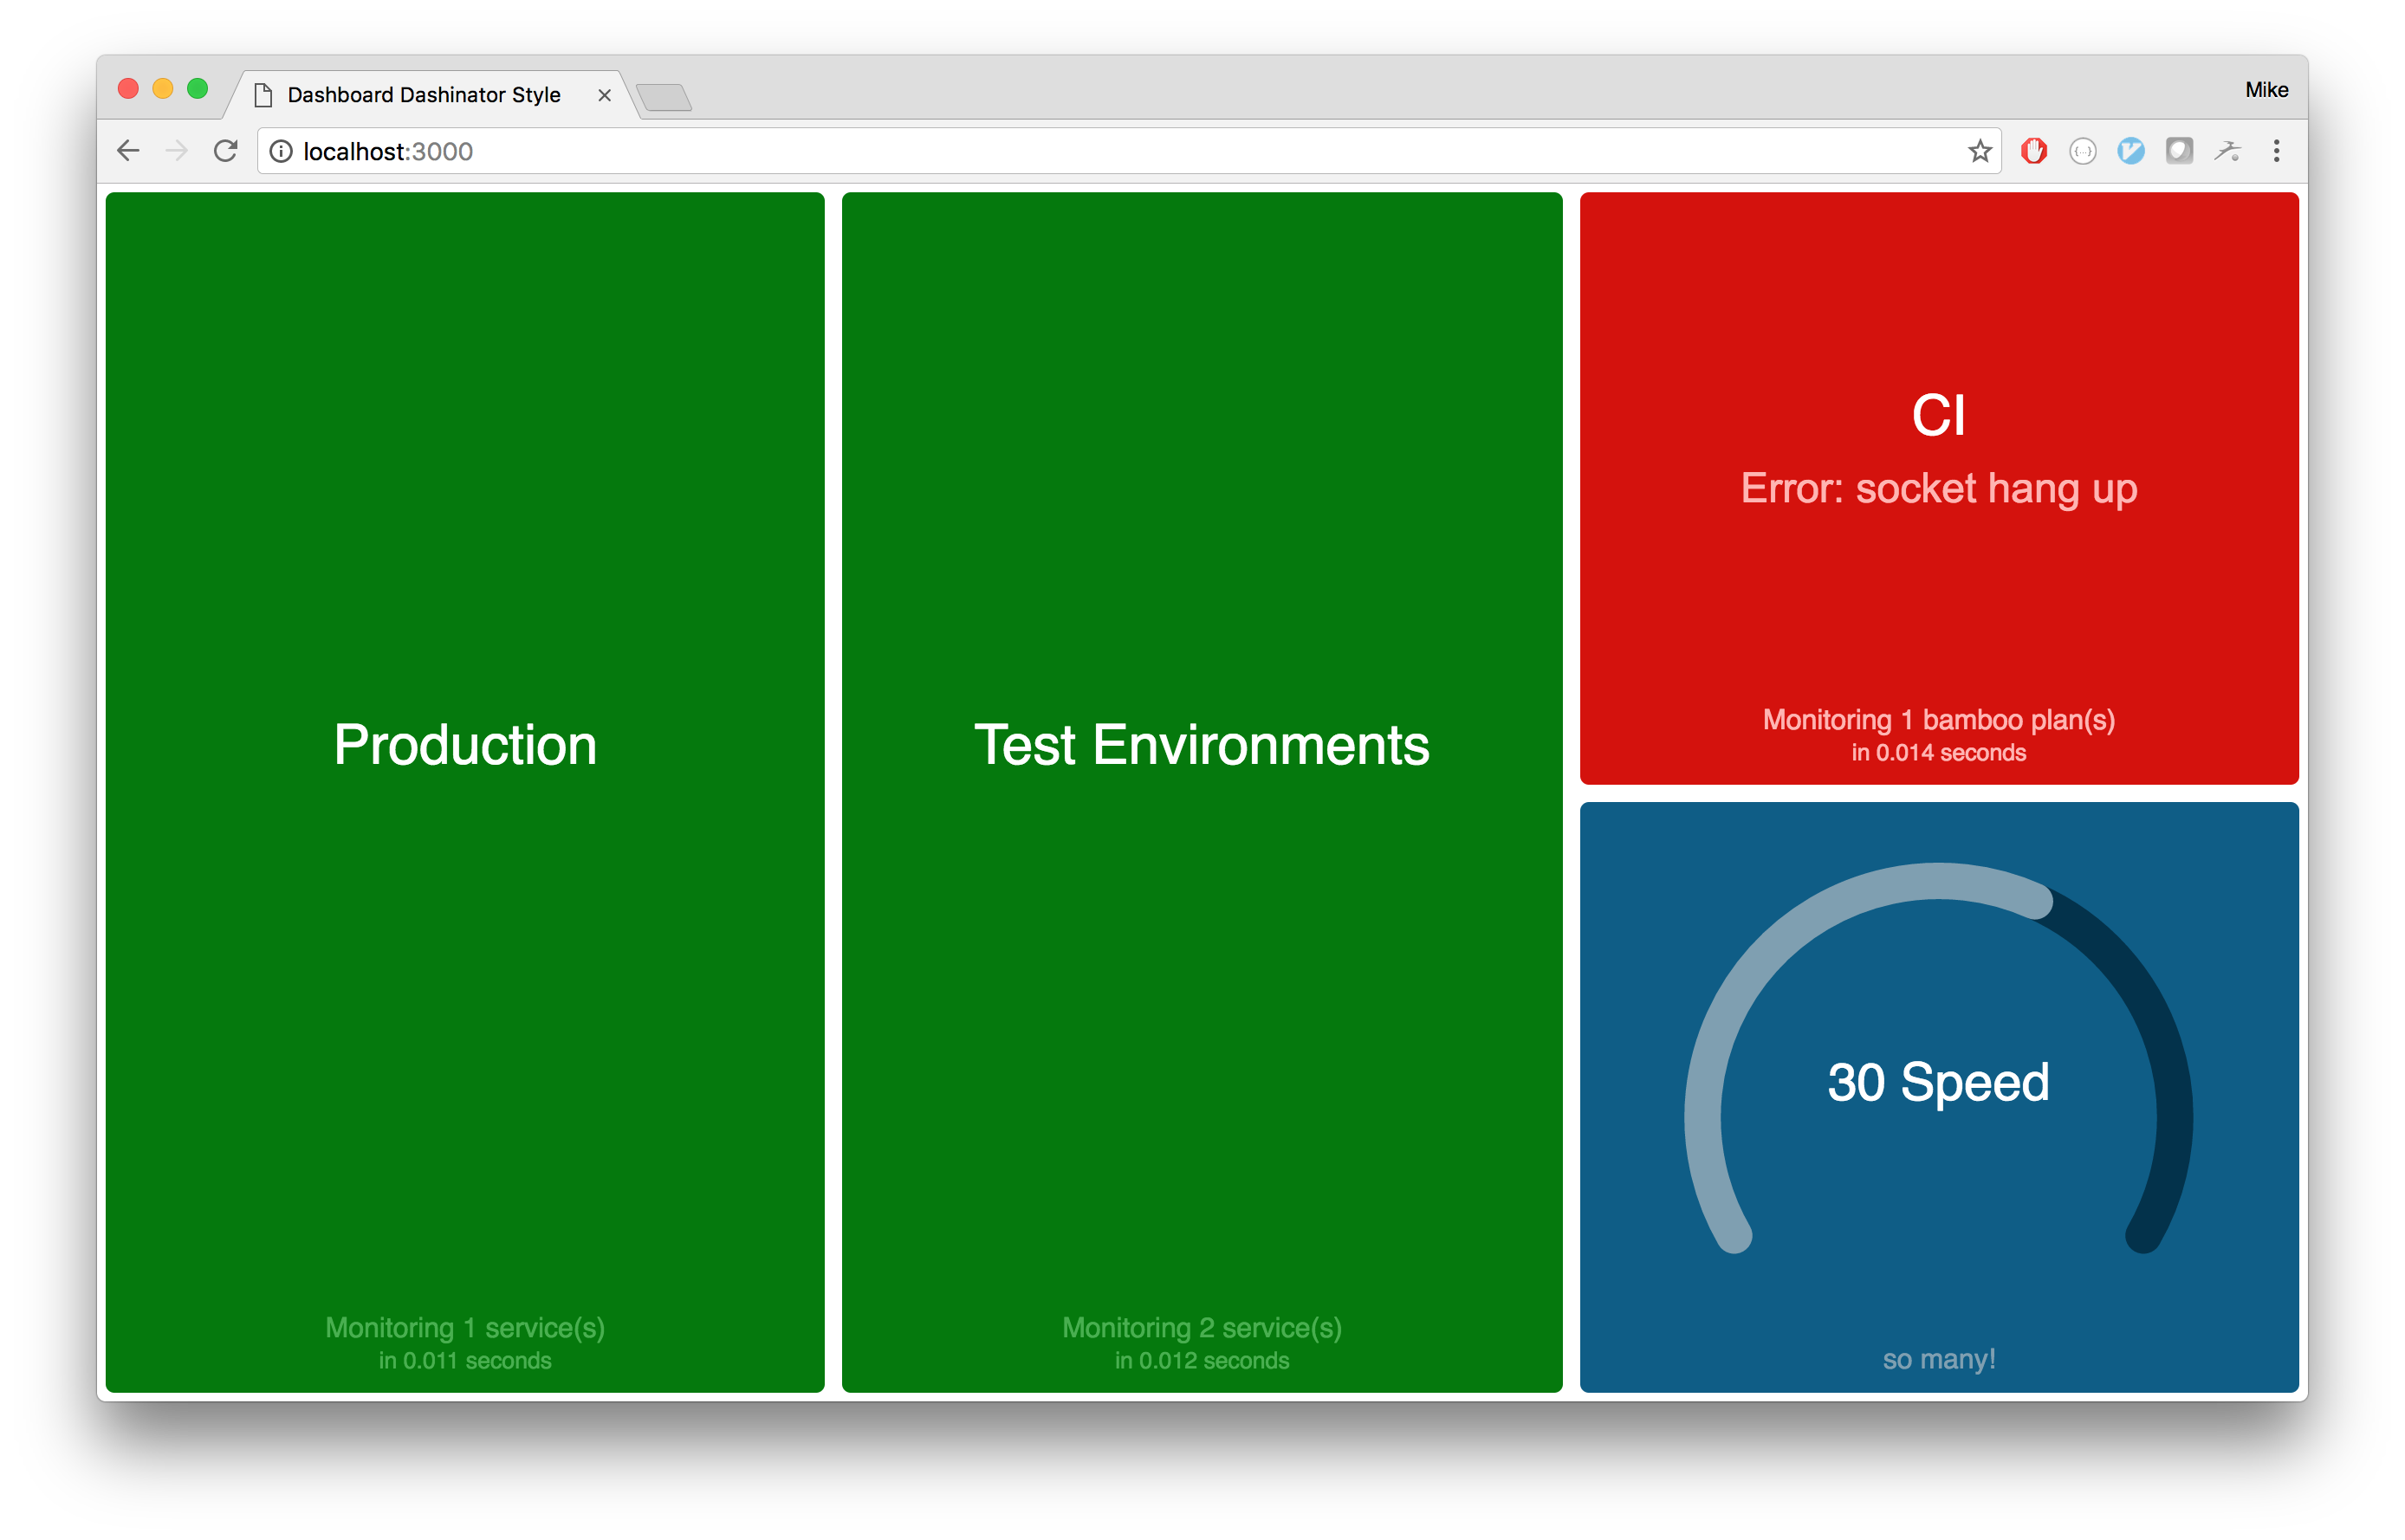 Dashboard Dashinator Style
Mike
localhost:3000
Production
Monitoring 1 service(s)
in 0.011 seconds
Test Environments
Monitoring 2 service(s)
in 0.012 seconds
CI
Error: socket hang up
Monitoring 1 bamboo plan(s)
in 0.014 seconds
30 Speed
so many!